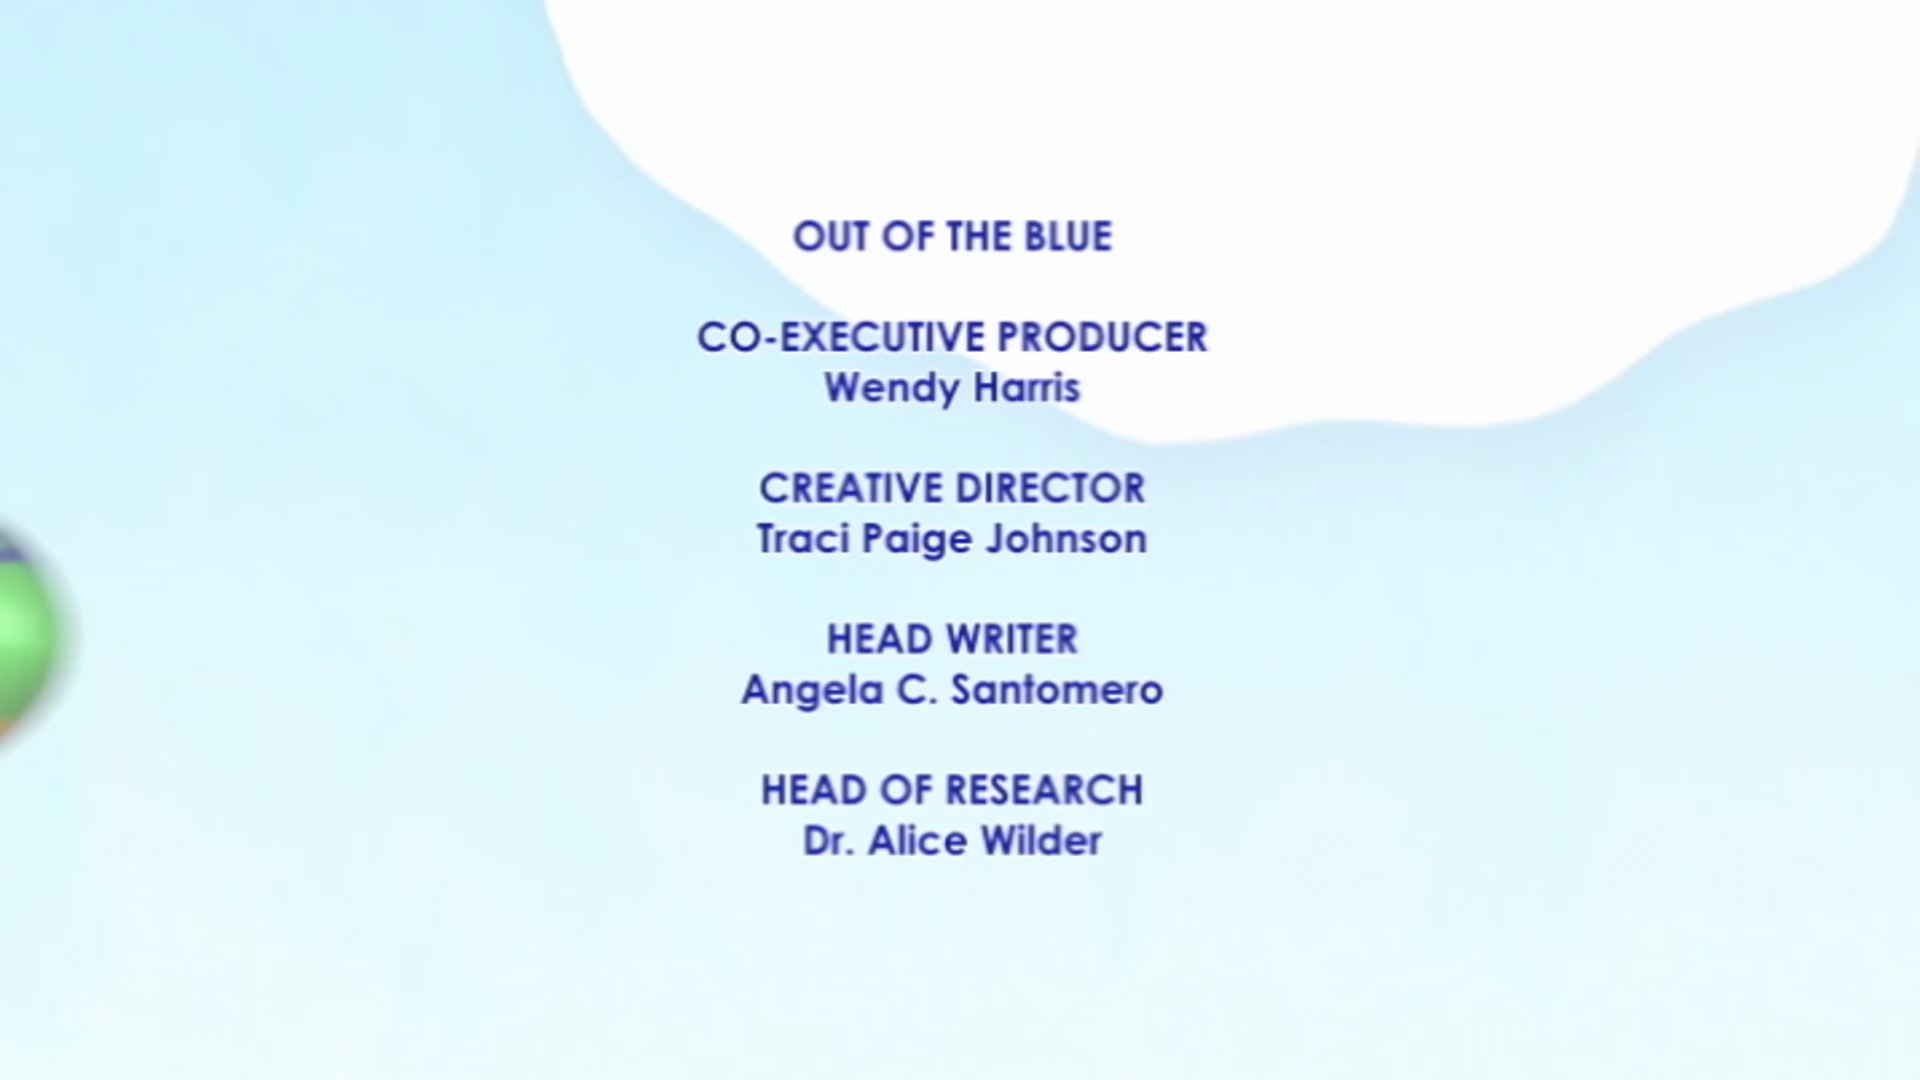 OUT OF THE BLUE
CO-EXECUTIVE PRODUCER
Wendy Harris
CREATIVE DIRECTOR
Traci Paige Johnson
HEAD WRITER
Angela C. Santomero
HEAD OF RESEARCH
Dr. Alice Wilder